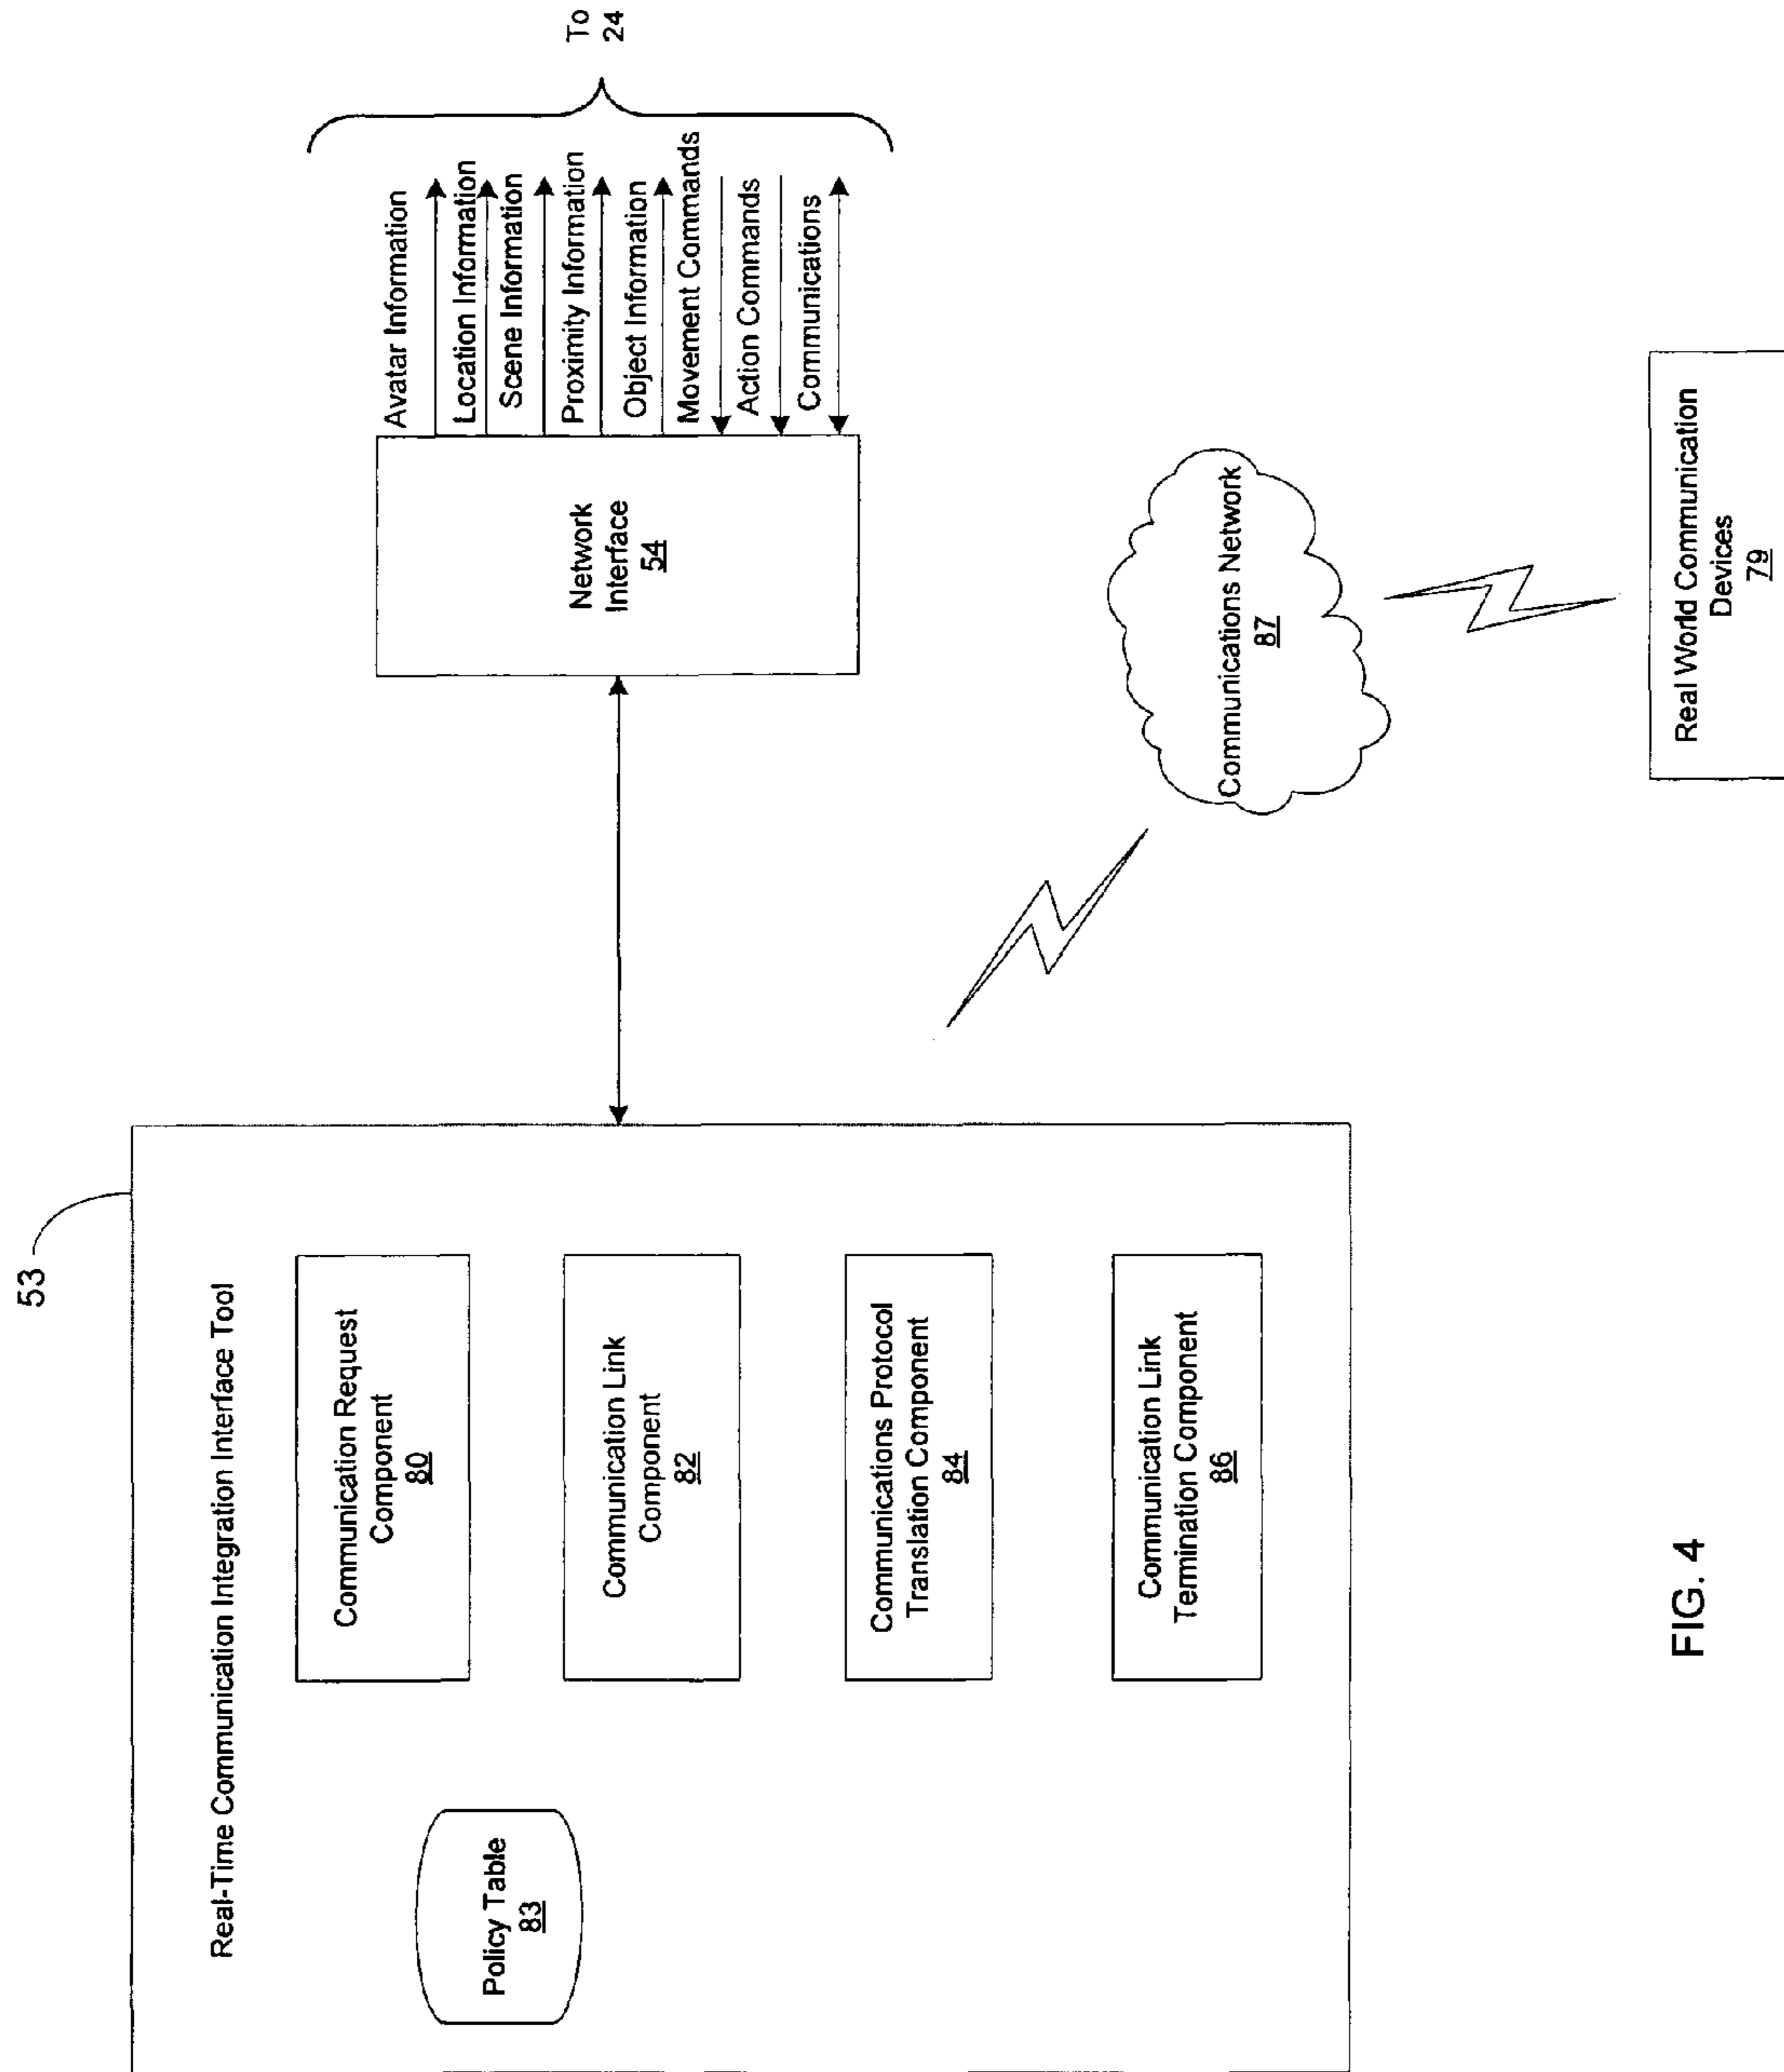 53
Real-Time Communication Integration Interface Tool
Policy Table
83
Communication Request
Component
80
Communication Link
Component
82
Communications Protocol
Translation Component
84
Communication Link
Termination Component
86
Network
Interface
54
Avatar Information
Location Information
Scene Information
Proximity Information
Object Information
Movement Commands
Action Commands
Communications
To
24
Communications Network
87
Real World Communication
Devices
79
FIG. 4